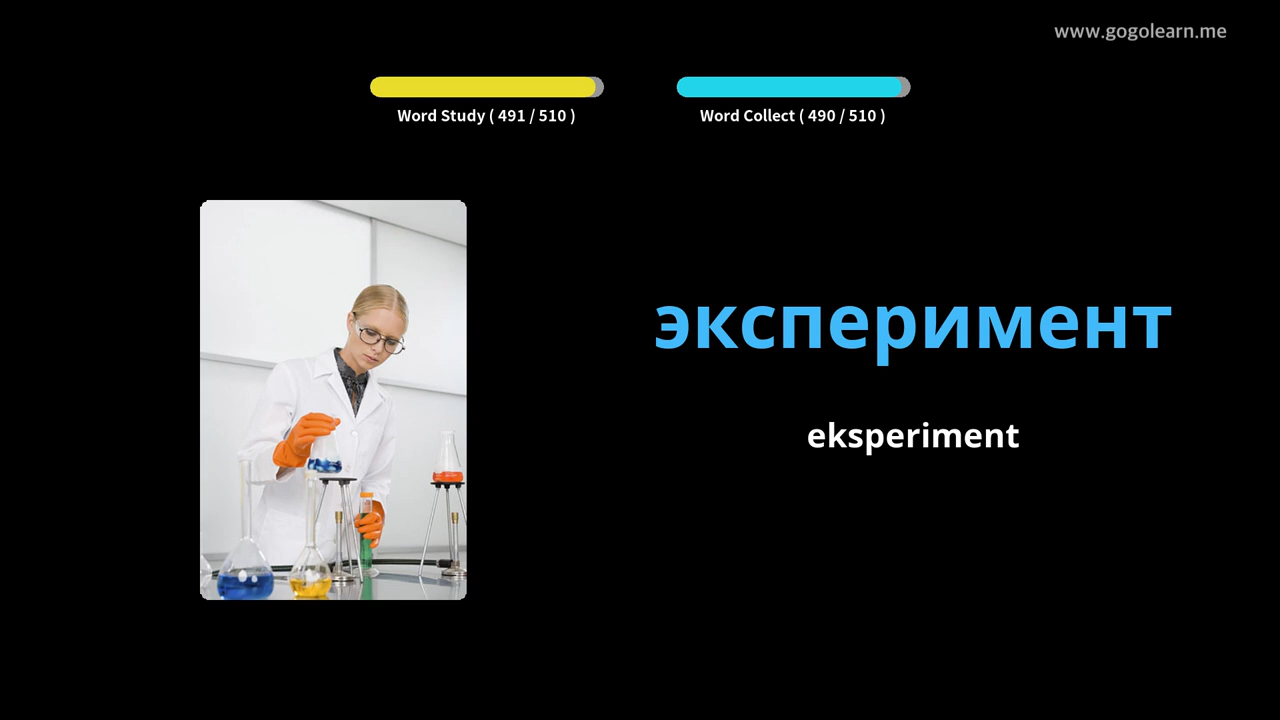 www.gogolearn.me
Word Study ( 491 / 510 )
Word Collect ( 490 / 510 )
эксперимент
eksperiment